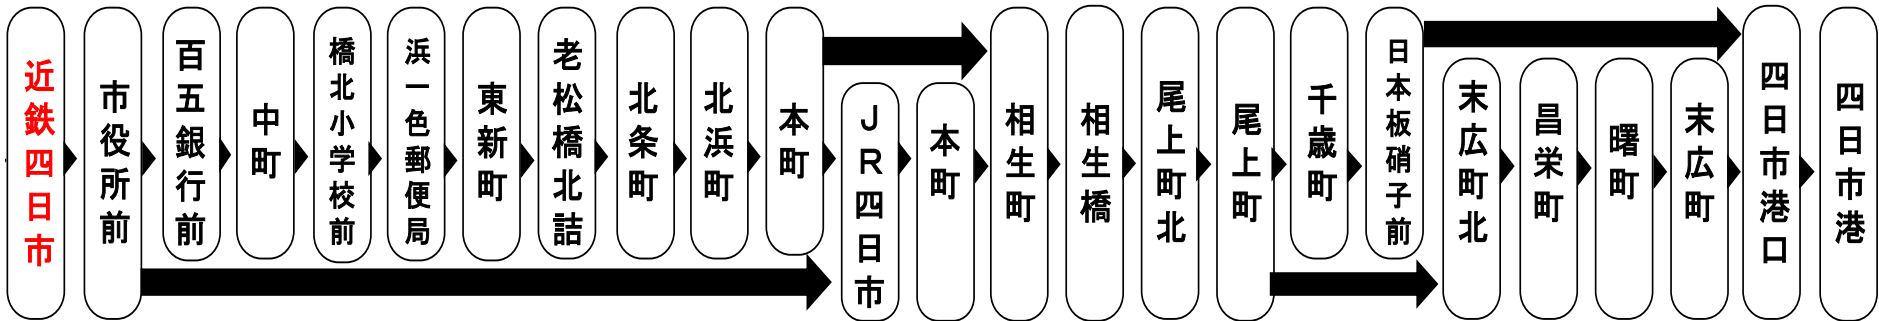 近鉄四日市
市役所前
百五銀行前
中町
橋北小学校前
浜一色郵便局
東新町
老松橋北詰
北条町
北浜町
本町
ＪＲ四日市
本町
相生町
相生橋
尾上町北
尾上町
千歳町
日本板硝子前
末広町北
昌栄町
曙町
末広町
四日市港口
四日市港